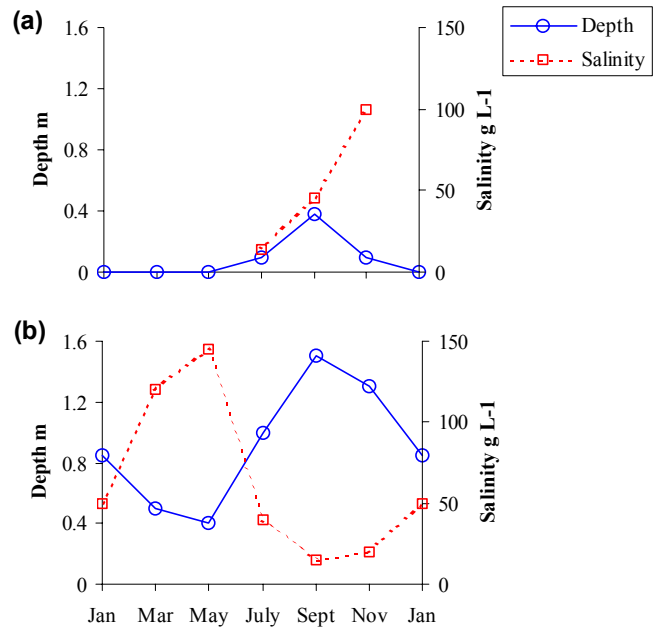 (a)
Depth
Salinity
1.6
1.2
0.8
0.4
0
Depth m
150
100
50
0
Salinity g L-1
(b)
1.6
1.2
0.8
0.4
0
Depth m
150
100
50
0
Salinity g L-1
Jan Mar May July Sept Nov Jan